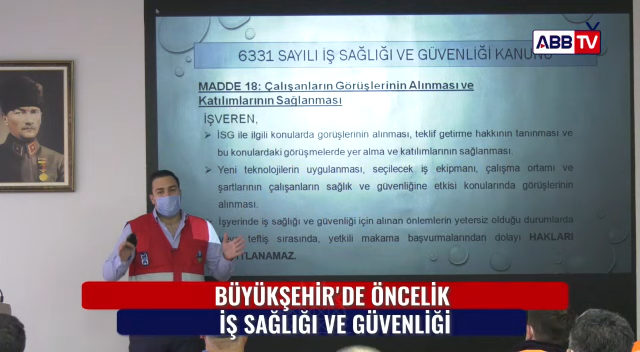 ABB TV
6331 SAYILI İŞ SAĞLIĞI VE GÜVENLİĞİ KANUNU
MADDE 18: Çalışanların Görüşlerinin Alınması ve
Katılımlarının Sağlanması
İŞVEREN,
İSG ile ilgili konularda görüşlerinin alınması, teklif getirme hakkının tanınması ve
bu konulardaki görüşmelerde yer alma ve katılımlarının sağlanması.
Yeni teknolojilerin uygulanması, seçilecek iş ekipmanı, çalışma ortamı ve
şartlarının çalışanların sağlık ve güvenliğine etkisi konularında görüşlerinin
alınması.
İşyerinde iş sağlığı ve güvenliği için alınan önlemlerin yetersiz olduğu durumlarda
teftiş sırasında, yetkili makama başvurmalarından dolayı HAKLARI
BÜYÜKŞEHİR'DE ÖNCELİK
İŞ SAĞLIĞI VE GÜVENLİĞİ